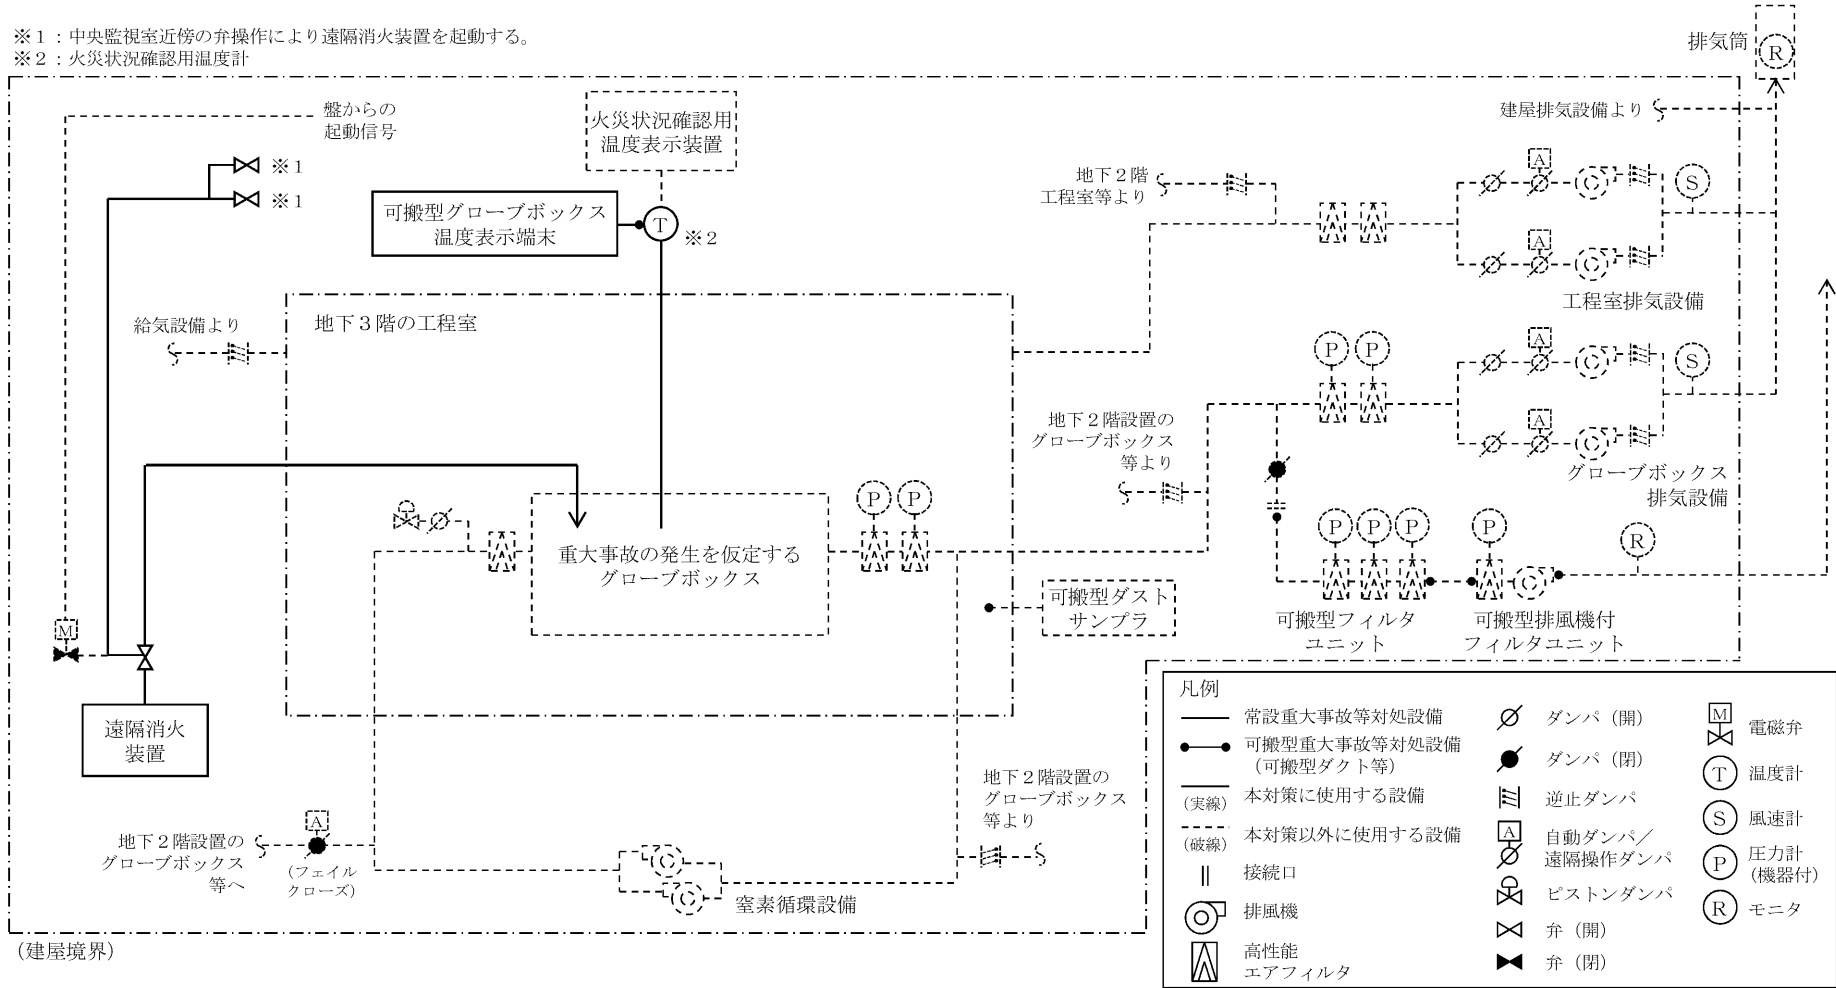 ※１：中央監視室近傍の弁操作により遠隔消火装置を起動する。
※２：火災状況確認用温度計
排気筒
R
盤からの
起動信号
※１
※１
火災状況確認用
温度表示装置
可搬型グローブボックス
温度表示端末
T
※２
建屋排気設備より
地下２階
工程室等より
A
S
A
工程室排気設備
給気設備より
地下３階の工程室
P
P
A
S
A
地下２階設置の
グローブボックス
等より
グローブボックス
排気設備
P
P
重大事故の発生を仮定する
グローブボックス
P
P
P
P
R
可搬型ダスト
サンプラ
可搬型フィルタ
ユニット
可搬型排風機付
フィルタユニット
M
遠隔消火
装置
地下２階設置の
グローブボックス
等へ
A
（フェイル
クローズ）
窒素循環設備
地下２階設置の
グローブボックス
等より
（建屋境界）
凡例
常設重大事故等対処設備
可搬型重大事故等対処設備
（可搬型ダクト等）
（実線）
本対策に使用する設備
（破線）
本対策以外に使用する設備
接続口
排風機
高性能
エアフィルタ
ダンパ（開）
ダンパ（閉）
逆止ダンパ
A
自動ダンパ／
遠隔操作ダンパ
ピストンダンパ
弁（開）
弁（閉）
M
電磁弁
T
温度計
S
風速計
P
圧力計
（機器付）
R
モニタ